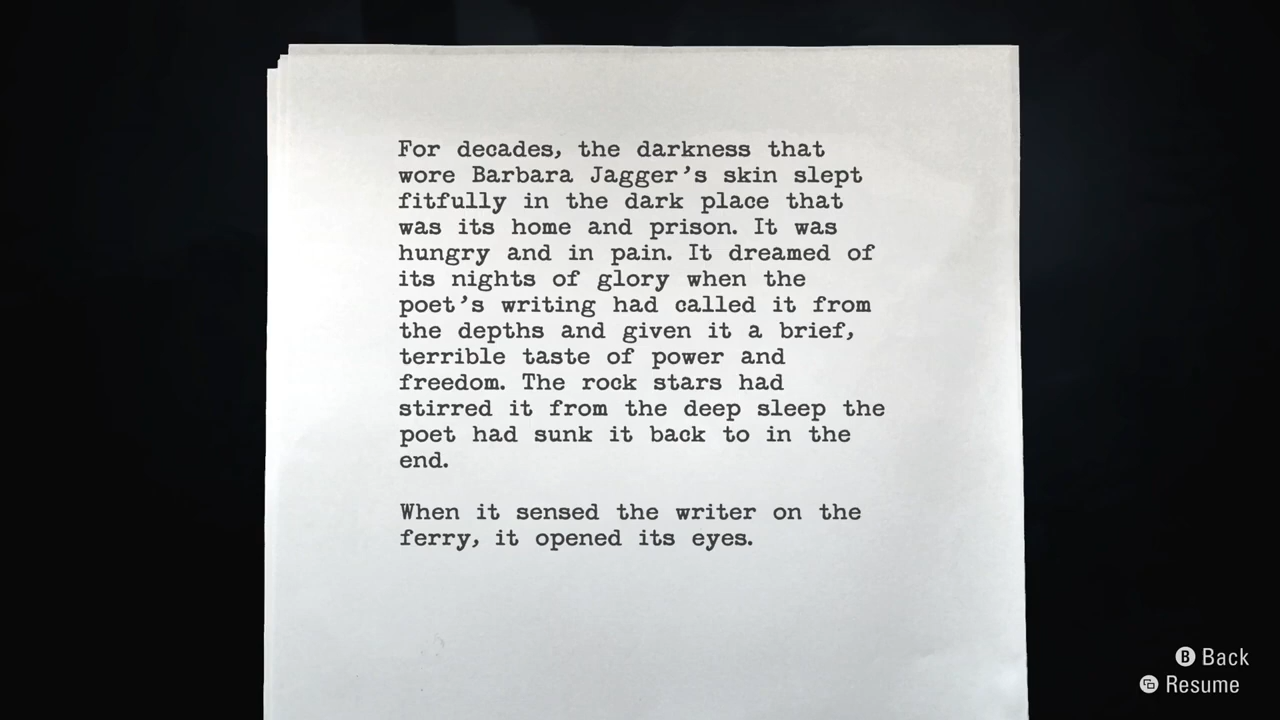 For decades, the darkness that
wore Barbara Jagger’s skin slept
fitfully in the dark place that
was its home and prison. It was
hungry and in pain. It dreamed of
its nights of glory when the
poet’s writing had called it from
the depths and given it a brief,
terrible taste of power and
freedom. The rock stars had
stirred it from the deep sleep the
poet had sunk it back to in the
end.
When it sensed the writer on the
ferry, it opened its eyes.
B Back
Resume